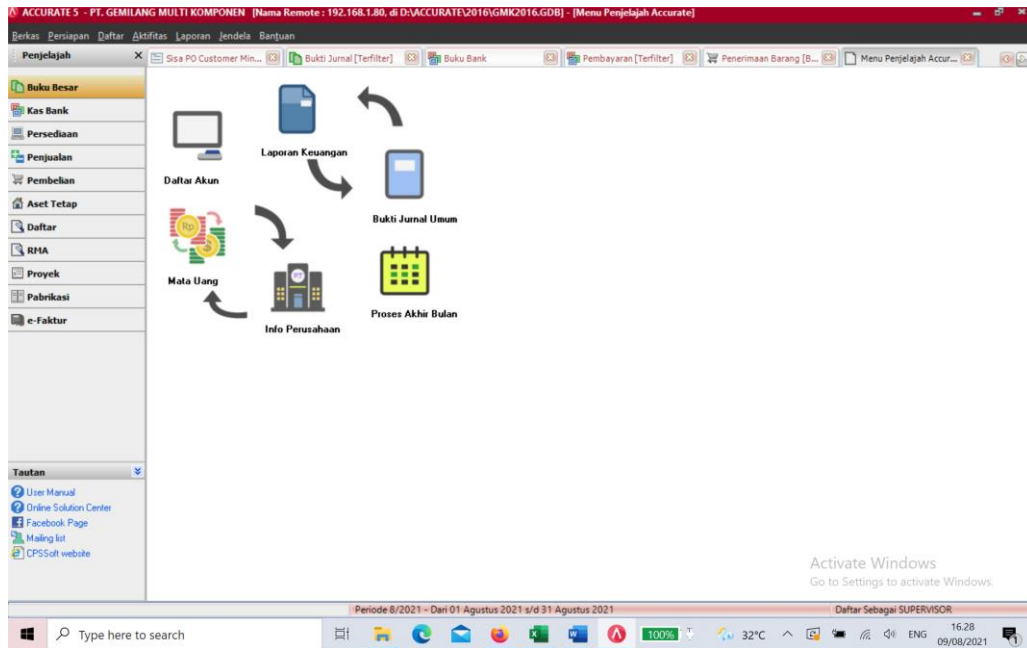 ACCURATE 5 - PT. GEMILANG MULTI KOMPONEN [Nama Remote : 192.168.1.80, di D:\ACCURATE\2016\GMK2016.GDB] - [Menu Penjelajah Accurate]
Berkas Persiapan Daftar Aktifitas Laporan Jendela Bantuan
Penjelajah X
Sisa PO Customer Min... Bukti Jurnal [Terfilter] Buku Bank Pembayaran [Terfilter] Penerimaan Barang [B... Menu Penjelajah Accur...
Buku Besar
Kas Bank
Persediaan
Penjualan
Pembelian
Aset Tetap
Daftar
RMA
Proyek
Pabrikasi
e-Faktur
Laporan Keuangan
Daftar Akun
Bukti Jurnal Umum
Rp
$
Mata Uang
PT
Info Perusahaan
Proses Akhir Bulan
Tautan
User Manual
Online Solution Center
Facebook Page
Mailing list
CPSSoft website
Activate Windows
Go to Settings to activate Windows.
Periode 8/2021 - Dari 01 Agustus 2021 s/d 31 Agustus 2021
Daftar Sebagai SUPERVISOR
Type here to search
100%
32°C
ENG
16.28
09/08/2021
1